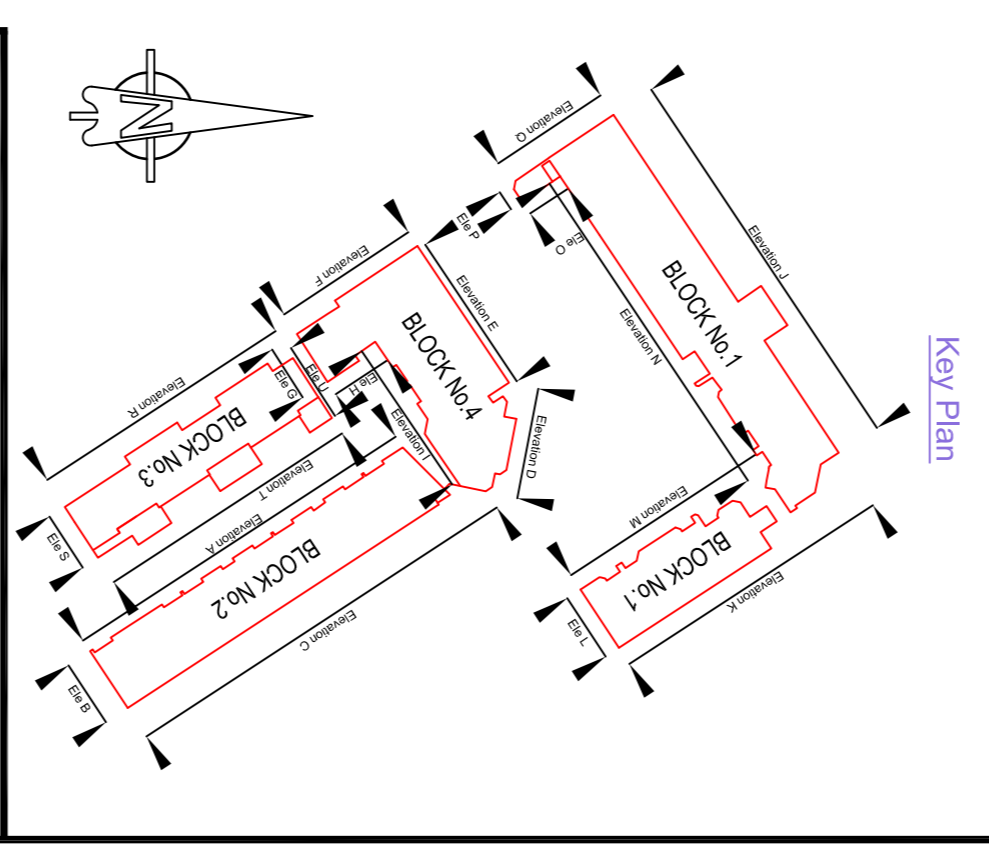 Key Plan
N
Elevation J
BLOCK No.1
Elevation Q
Ele P
Ele O
Elevation N
Elevation M
BLOCK No.1
Elevation K
Ele L
Elevation F
Elevation E
BLOCK No.4
Elevation D
Ele G
Ele U
Ele H
Elevation I
Elevation R
BLOCK No.3
Elevation T
Ele S
Elevation A
BLOCK No.2
Elevation C
Ele B